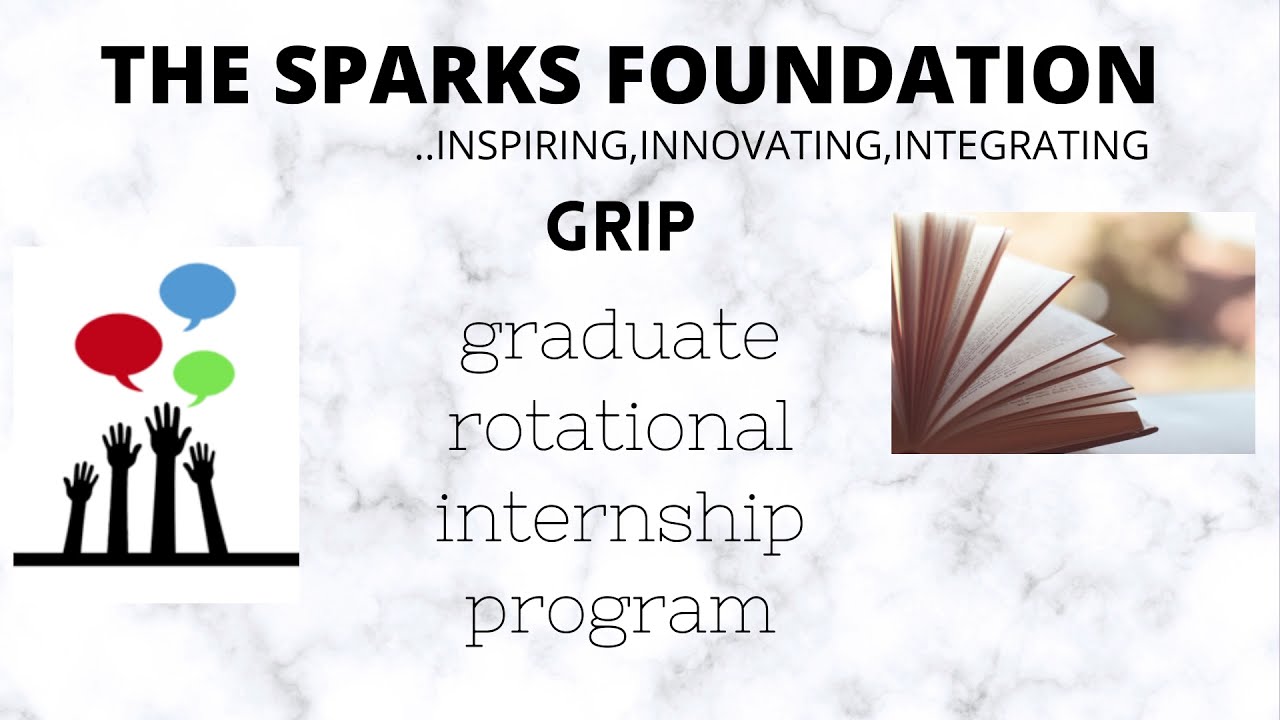 THE SPARKS FOUNDATION
..INSPIRING,INNOVATING,INTEGRATING
GRIP
graduate
rotational
internship
program